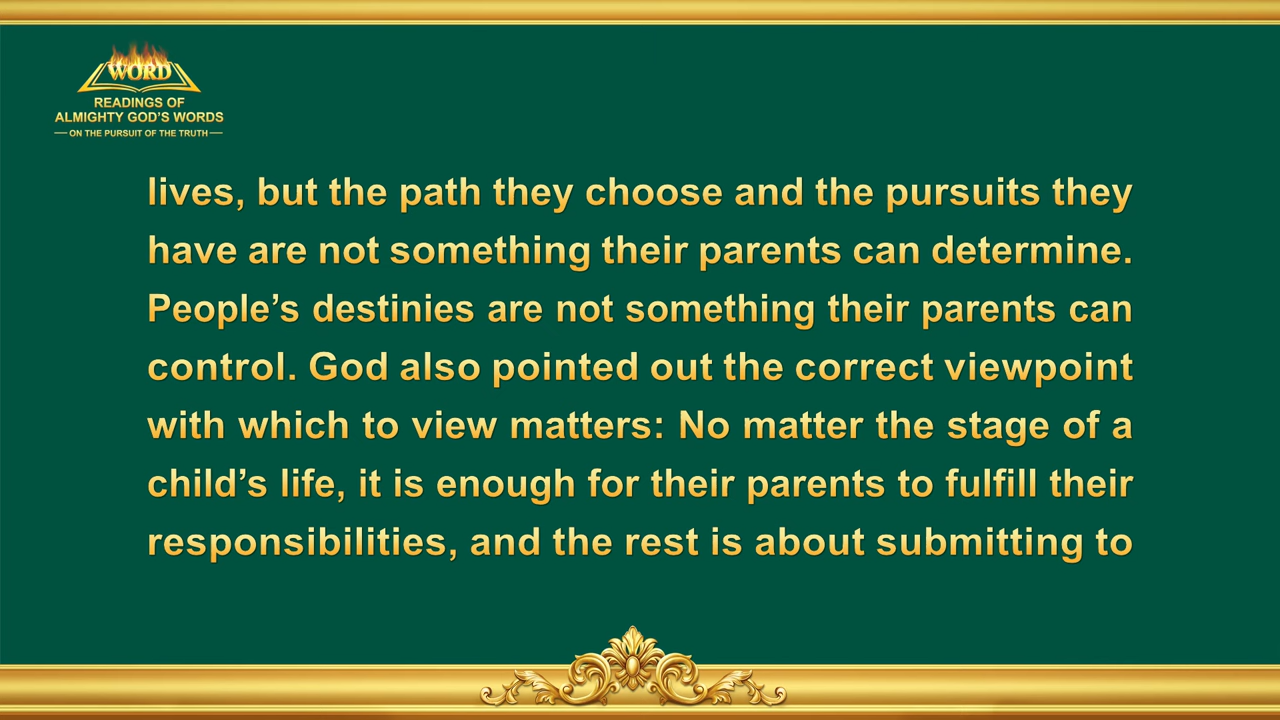 WORD
READINGS OF
ALMIGHTY GOD’S WORDS
ON THE PURSUIT OF THE TRUTH
lives, but the path they choose and the pursuits they
have are not something their parents can determine.
People’s destinies are not something their parents can
control. God also pointed out the correct viewpoint
with which to view matters: No matter the stage of a
child’s life, it is enough for their parents to fulfill their
responsibilities, and the rest is about submitting to